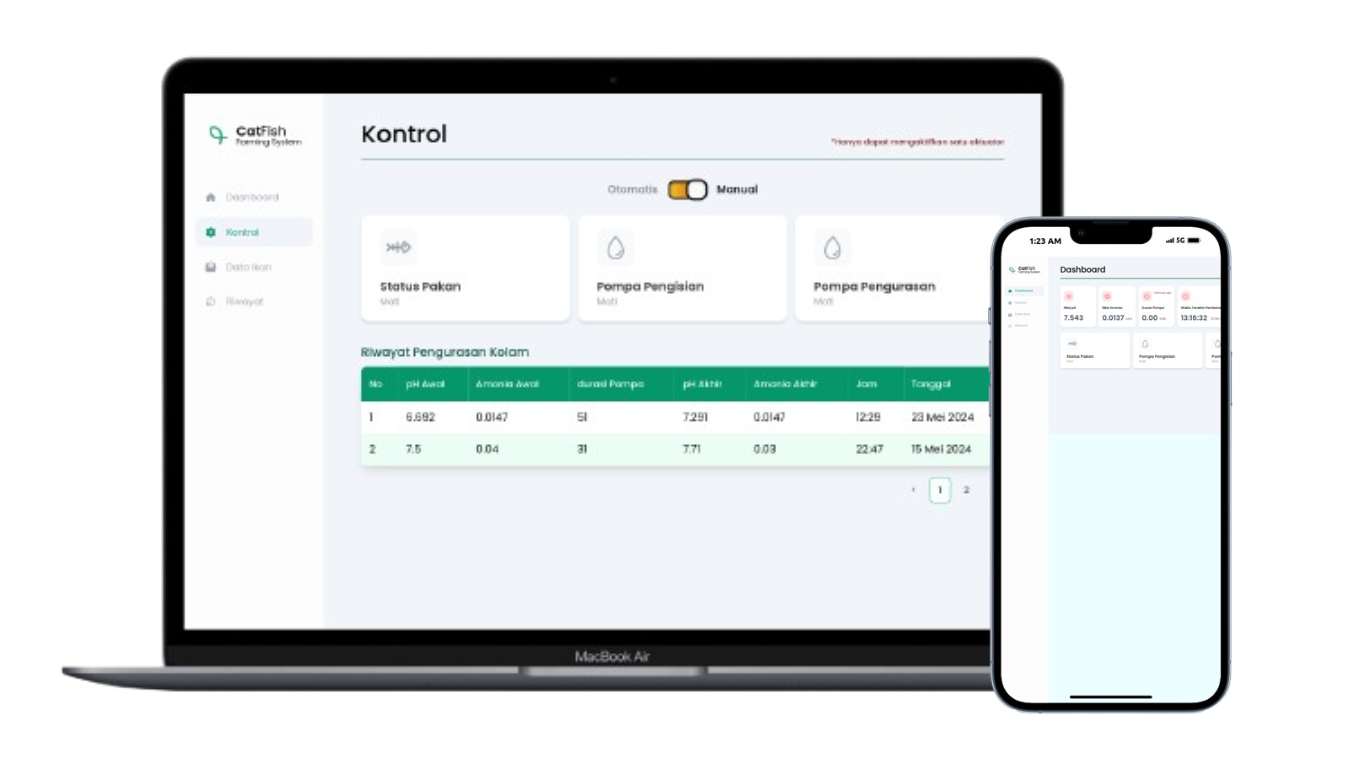 CatFish
Farming System
Dashboard
Kontrol
Data Ikan
Riwayat
Kontrol
*Hanya dapat mengaktifkan satu aktuator
Otomatis Manual
Status Pakan
Mati
Pompa Pengisian
Mati
Pompa Pengurasan
Mati
Riwayat Pengurasan Kolam
No pH Awal Amonia Awal durasi Pompa pH Akhir Amonia Akhir Jam Tanggal
1 6.692 0.0147 51 7.291 0.0147 12:29 23 Mei 2024
2 7.5 0.04 31 7.71 0.03 22:47 15 Mei 2024
‹ 1 2
MacBook Air
1:23 AM 5G
CatFish
Farming System
Dashboard
Dashboard
7.543 0.0137 0.00 13:16:32
Status Pakan
Pompa Pengisian